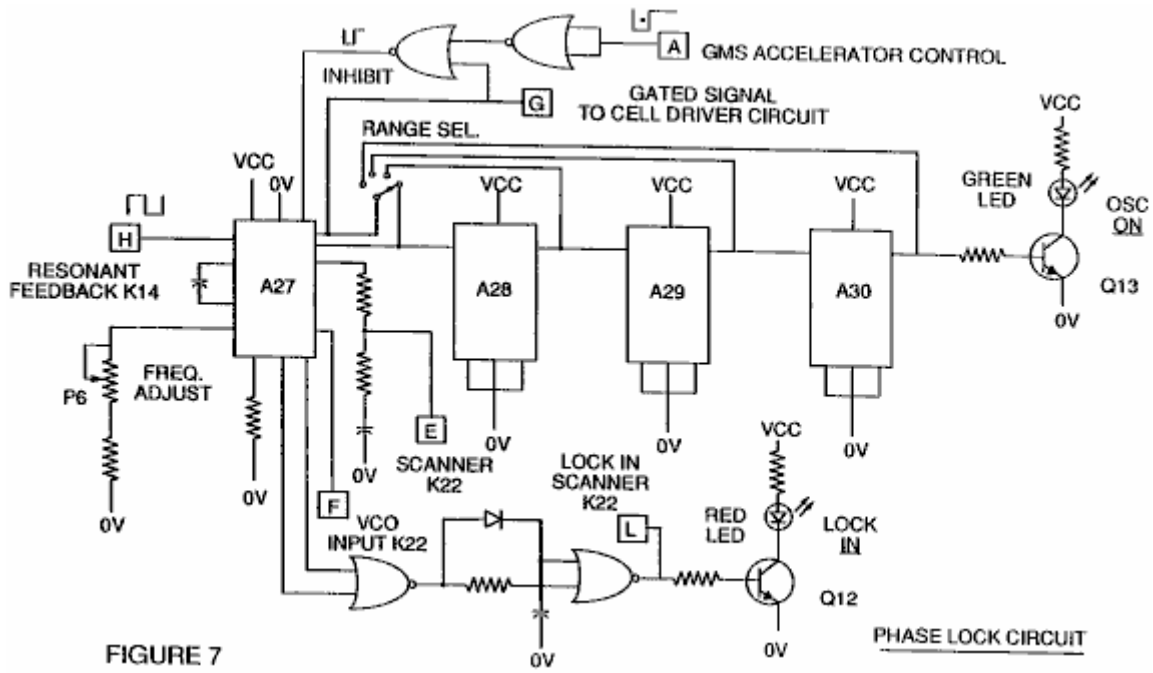 A
GMS ACCELERATOR CONTROL
INHIBIT
G
GATED SIGNAL
TO CELL DRIVER CIRCUIT
RANGE SEL.
VCC
0V
VCC
VCC
VCC
VCC
GREEN
LED
OSC
ON
Q13
0V
H
RESONANT
FEEDBACK K14
A27
A28
A29
A30
P6
FREQ.
ADJUST
0V
0V
0V
0V
0V
0V
E
SCANNER
K22
F
VCO
INPUT K22
LOCK IN
SCANNER
K22
L
VCC
RED
LED
LOCK
IN
Q12
0V
0V
FIGURE 7
PHASE LOCK CIRCUIT